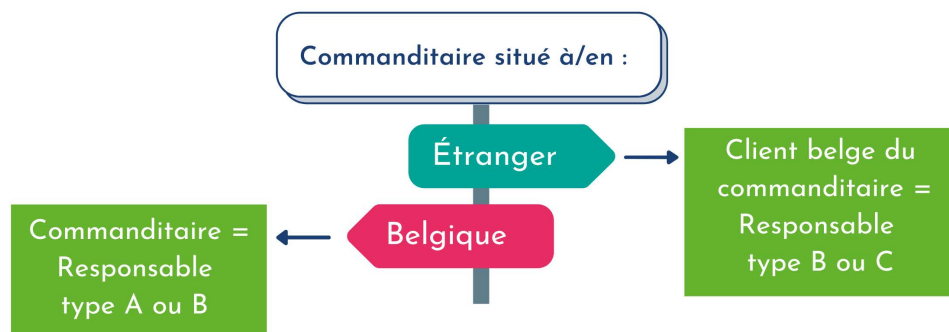 Commanditaire situé à/en :
Étranger
Client belge du
commanditaire =
Responsable
type B ou C
Belgique
Commanditaire =
Responsable
type A ou B